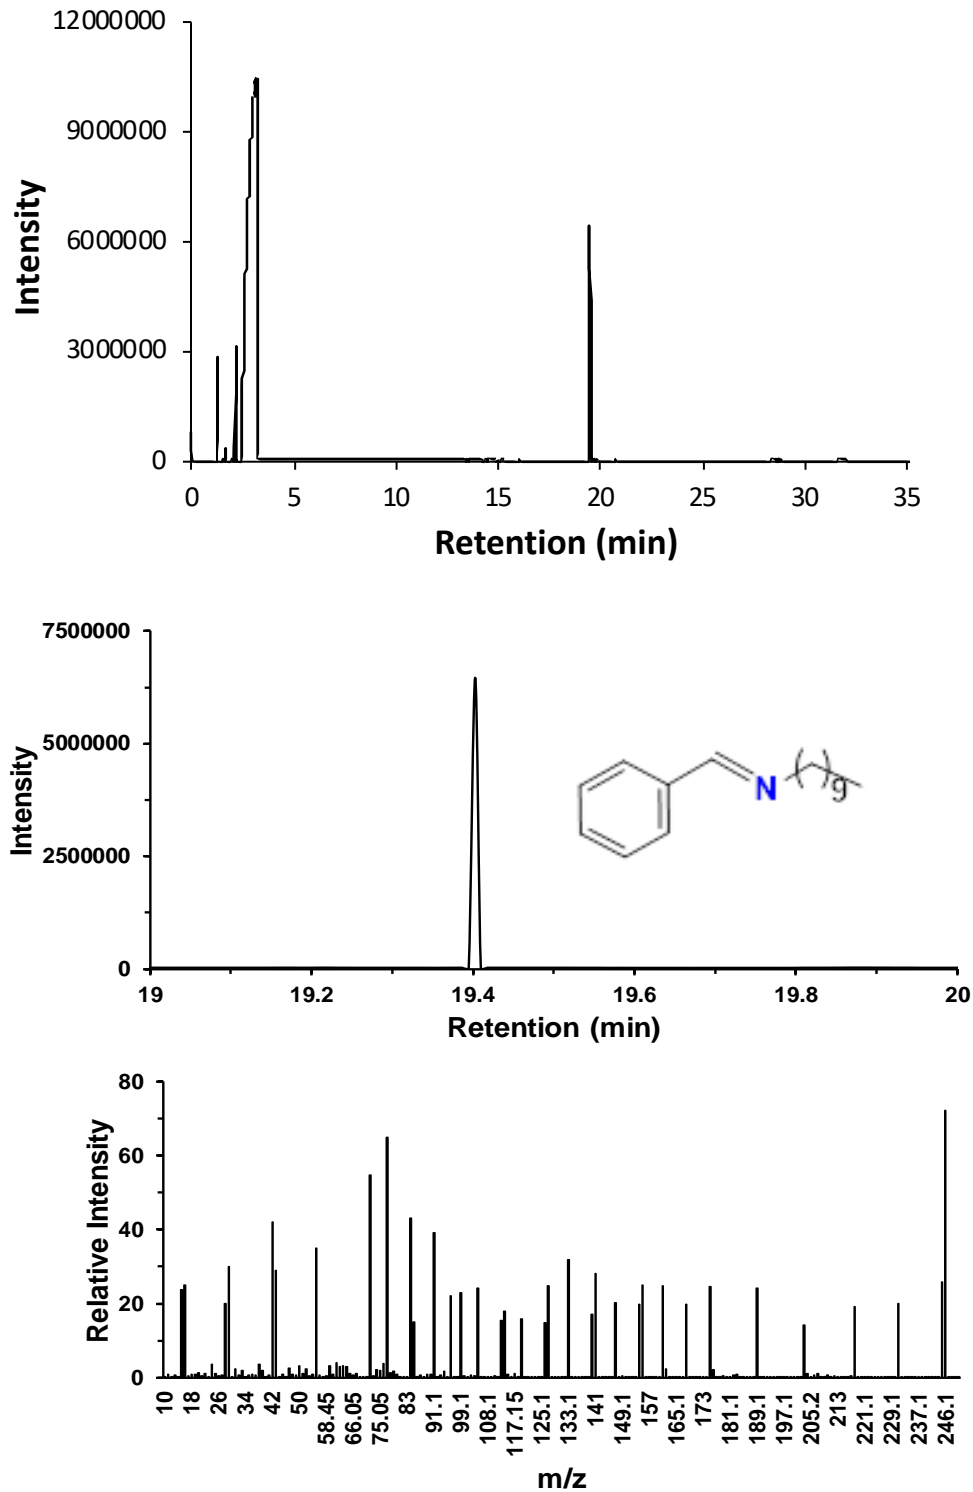 12000000
9000000
6000000
3000000
0
Intensity
0 5 10 15 20 25 30 35
Retention (min)
7500000
5000000
2500000
0
Intensity
N ( ) 9
19 19.2 19.4 19.6 19.8 20
Retention (min)
80
60
40
20
0
Relative Intensity
10 18 26 34 42 50 58.45 66.05 75.05 83 91.1 99.1 108.1 117.15 125.1 133.1 141 149.1 157 165.1 173 181.1 189.1 197.1 205.2 213 221.1 229.1 237.1 246.1
m/z